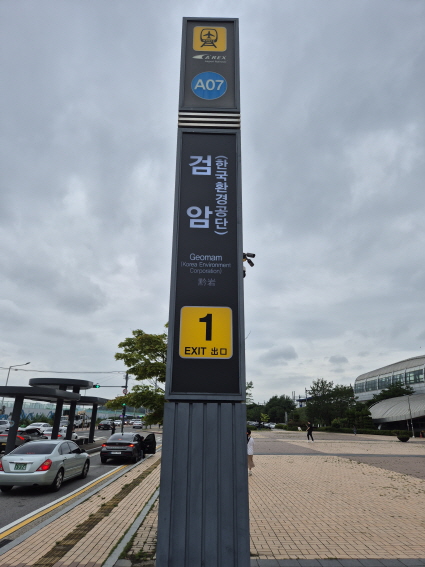 A'REX
A07
검암
(한국환경공단)
Geomam
(Korea Environment
Corporation)
黔岩
1
EXIT 出口